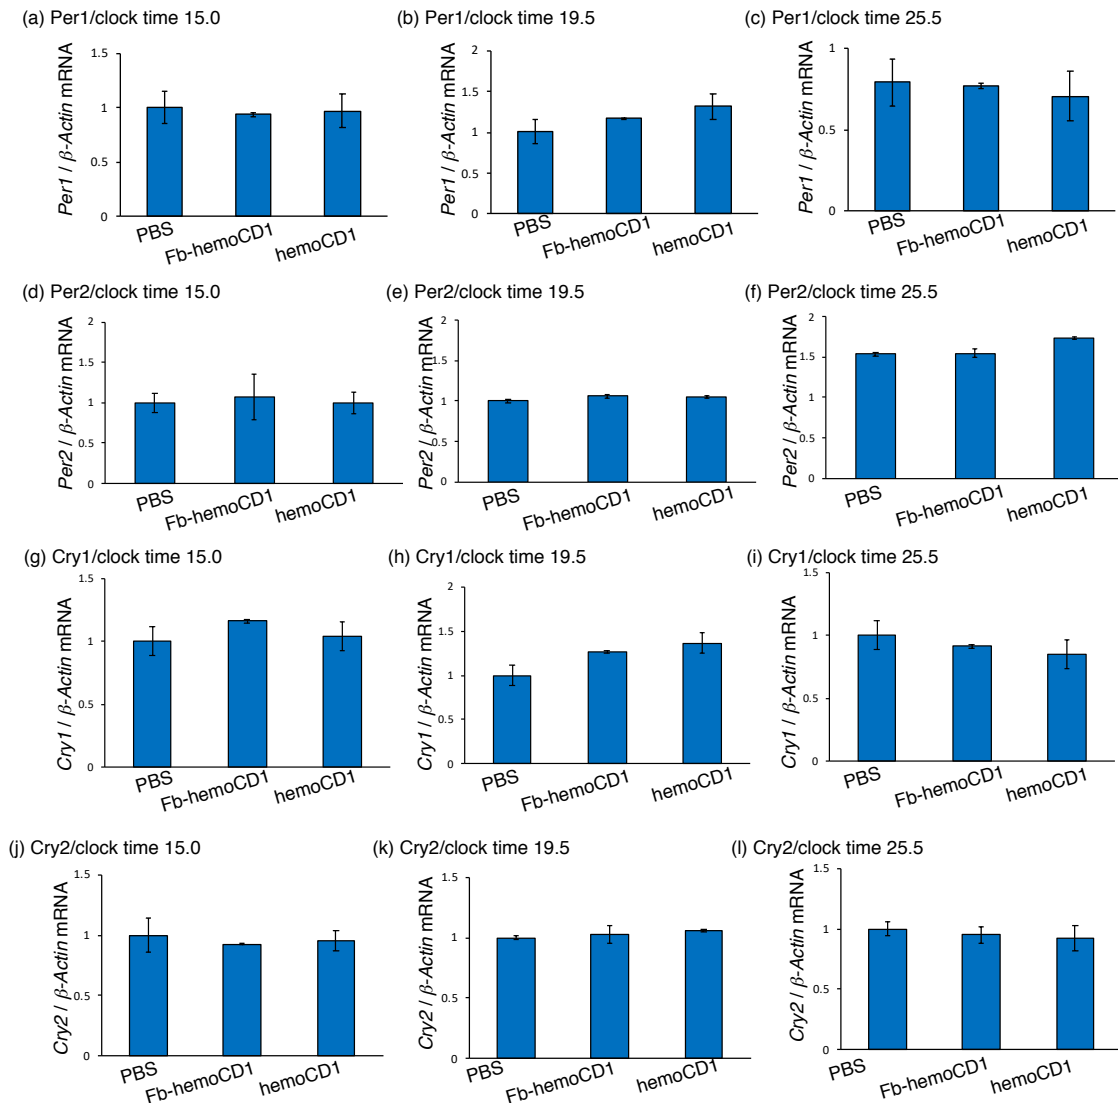 (a) Per1/clock time 15.0
Per1 / β-Actin mRNA
1.5
1
0.5
0
PBS
Fb-hemoCD1
hemoCD1
(b) Per1/clock time 19.5
Per1 / β-Actin mRNA
2
1.5
1
0.5
0
PBS
Fb-hemoCD1
hemoCD1
(c) Per1/clock time 25.5
Per1 / β-Actin mRNA
1
0.5
0
PBS
Fb-hemoCD1
hemoCD1
(d) Per2/clock time 15.0
Per2 / β-Actin mRNA
2
1.5
1
0.5
0
PBS
Fb-hemoCD1
hemoCD1
(e) Per2/clock time 19.5
Per2 / β-Actin mRNA
2
1.5
1
0.5
0
PBS
Fb-hemoCD1
hemoCD1
(f) Per2/clock time 25.5
Per2 / β-Actin mRNA
2
1.5
1
0.5
0
PBS
Fb-hemoCD1
hemoCD1
(g) Cry1/clock time 15.0
Cry1 / β-Actin mRNA
1.5
1
0.5
0
PBS
Fb-hemoCD1
hemoCD1
(h) Cry1/clock time 19.5
Cry1 / β-Actin mRNA
2
1.5
1
0.5
0
PBS
Fb-hemoCD1
hemoCD1
(i) Cry1/clock time 25.5
Cry1 / β-Actin mRNA
1.5
1
0.5
0
PBS
Fb-hemoCD1
hemoCD1
(j) Cry2/clock time 15.0
Cry2 / β-Actin mRNA
1.5
1
0.5
0
PBS
Fb-hemoCD1
hemoCD1
(k) Cry2/clock time 19.5
Cry2 / β-Actin mRNA
1.5
1
0.5
0
PBS
Fb-hemoCD1
hemoCD1
(l) Cry2/clock time 25.5
Cry2 / β-Actin mRNA
1.5
1
0.5
0
PBS
Fb-hemoCD1
hemoCD1